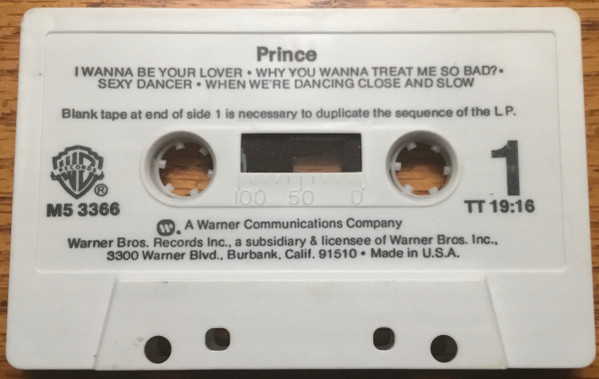 Prince
I WANNA BE YOUR LOVER • WHY YOU WANNA TREAT ME SO BAD? •
SEXY DANCER • WHEN WE'RE DANCING CLOSE AND SLOW
Blank tape at end of side 1 is necessary to duplicate the sequence of the L.P.
WB
RECORDS
®
M5 3366
100 50 0
1
TT 19:16
W. A Warner Communications Company
Warner Bros. Records Inc., a subsidiary & licensee of Warner Bros. Inc.,
3300 Warner Blvd., Burbank, Calif. 91510 • Made in U.S.A.